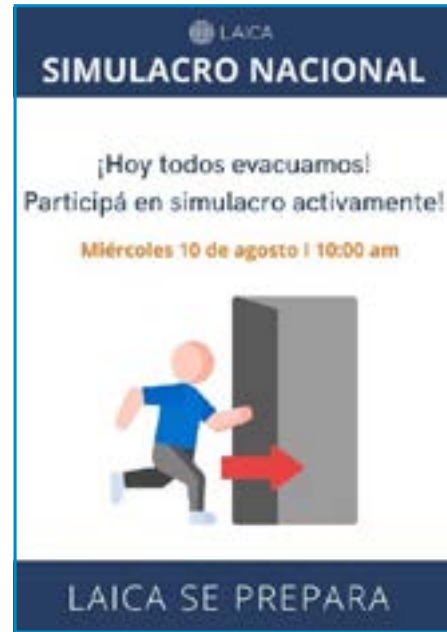 LAICA
SIMULACRO NACIONAL
¡Hoy todos evacuamos!
Participá en simulacro activamente!
Miércoles 10 de agosto I 10:00 am
LAICA SE PREPARA